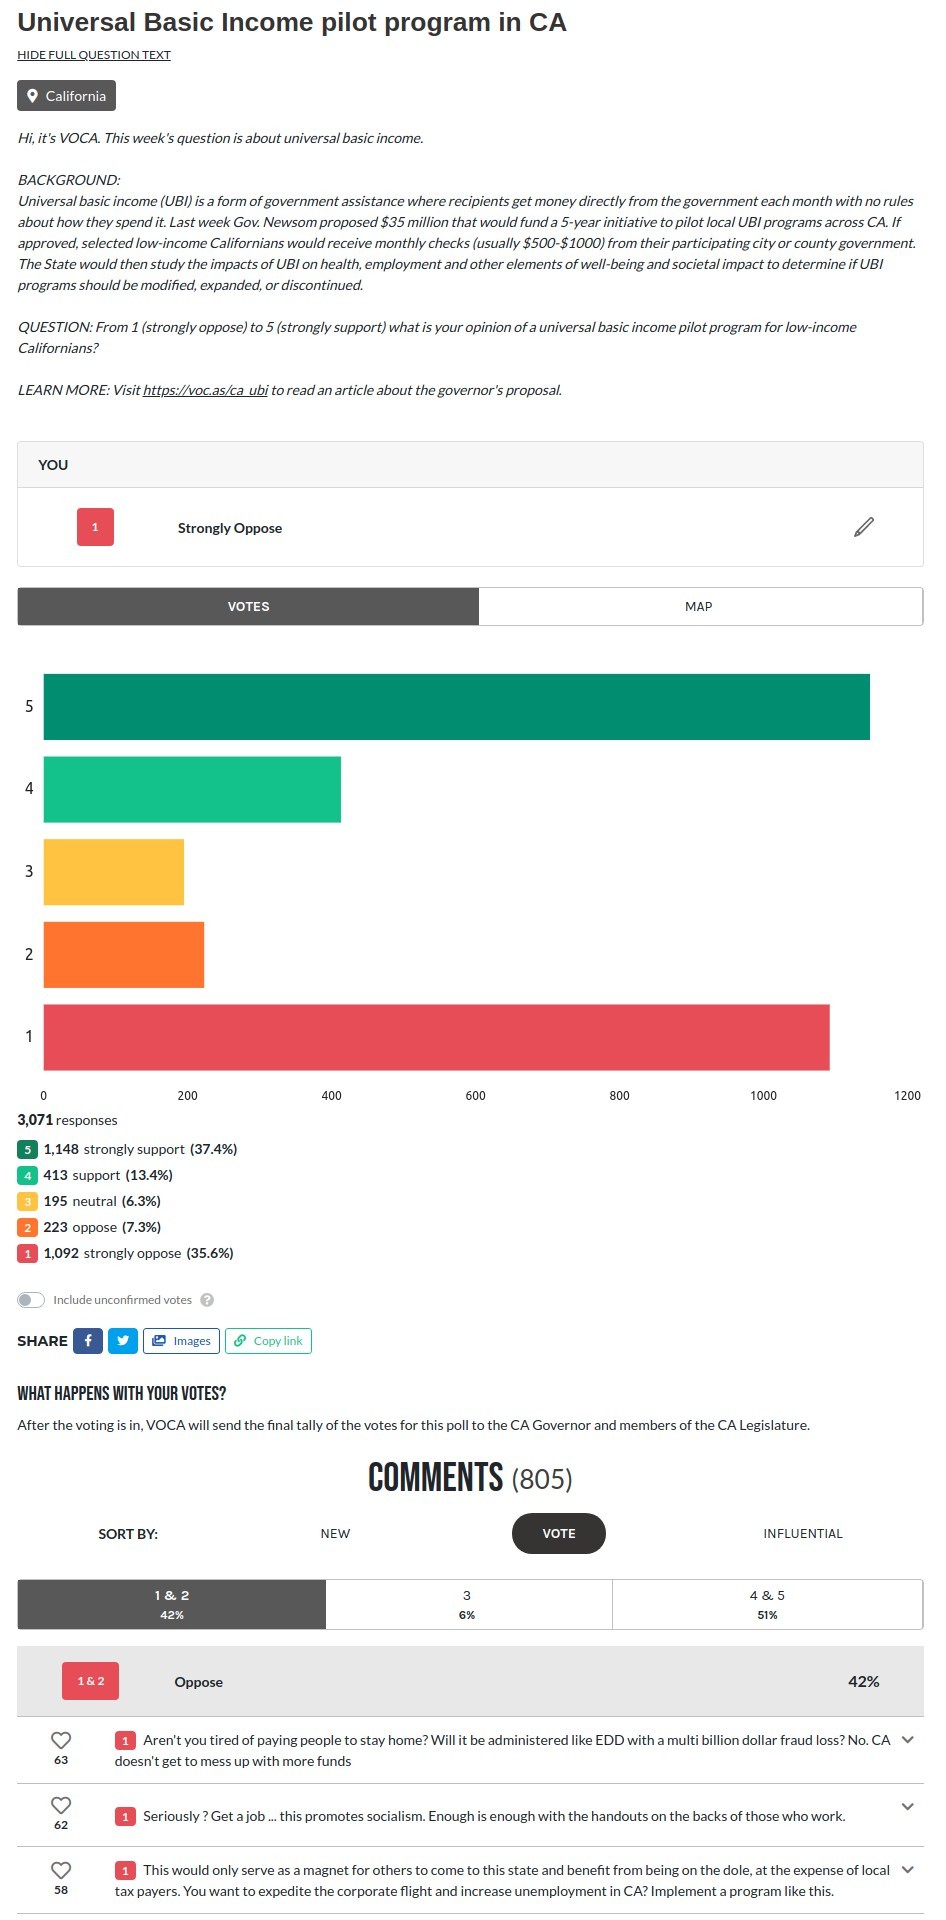 Universal Basic Income pilot program in CA
HIDE FULL QUESTION TEXT
California
Hi, it's VOCA. This week's question is about universal basic income.
BACKGROUND:
Universal basic income (UBI) is a form of government assistance where recipients get money directly from the government each month with no rules
about how they spend it. Last week Gov. Newsom proposed $35 million that would fund a 5-year initiative to pilot local UBI programs across CA. If
approved, selected low-income Californians would receive monthly checks (usually $500-$1000) from their participating city or county government.
The State would then study the impacts of UBI on health, employment and other elements of well-being and societal impact to determine if UBI
programs should be modified, expanded, or discontinued.
QUESTION: From 1 (strongly oppose) to 5 (strongly support) what is your opinion of a universal basic income pilot program for low-income
Californians?
LEARN MORE: Visit https://voc.as/ca_ubi to read an article about the governor's proposal.
YOU
1 Strongly Oppose
VOTES MAP
5
4
3
2
1
0 200 400 600 800 1000 1200
3,071 responses
5 1,148 strongly support (37.4%)
4 413 support (13.4%)
3 195 neutral (6.3%)
2 223 oppose (7.3%)
1 1,092 strongly oppose (35.6%)
Include unconfirmed votes ?
SHARE f Images Copy link
WHAT HAPPENS WITH YOUR VOTES?
After the voting is in, VOCA will send the final tally of the votes for this poll to the CA Governor and members of the CA Legislature.
COMMENTS (805)
SORT BY: NEW VOTE INFLUENTIAL
1 & 2 3 4 & 5
42% 6% 51%
1 & 2 Oppose 42%
1 Aren't you tired of paying people to stay home? Will it be administered like EDD with a multi billion dollar fraud loss? No. CA
63 doesn't get to mess up with more funds
1 Seriously ? Get a job ... this promotes socialism. Enough is enough with the handouts on the backs of those who work.
62
1 This would only serve as a magnet for others to come to this state and benefit from being on the dole, at the expense of local
58 tax payers. You want to expedite the corporate flight and increase unemployment in CA? Implement a program like this.